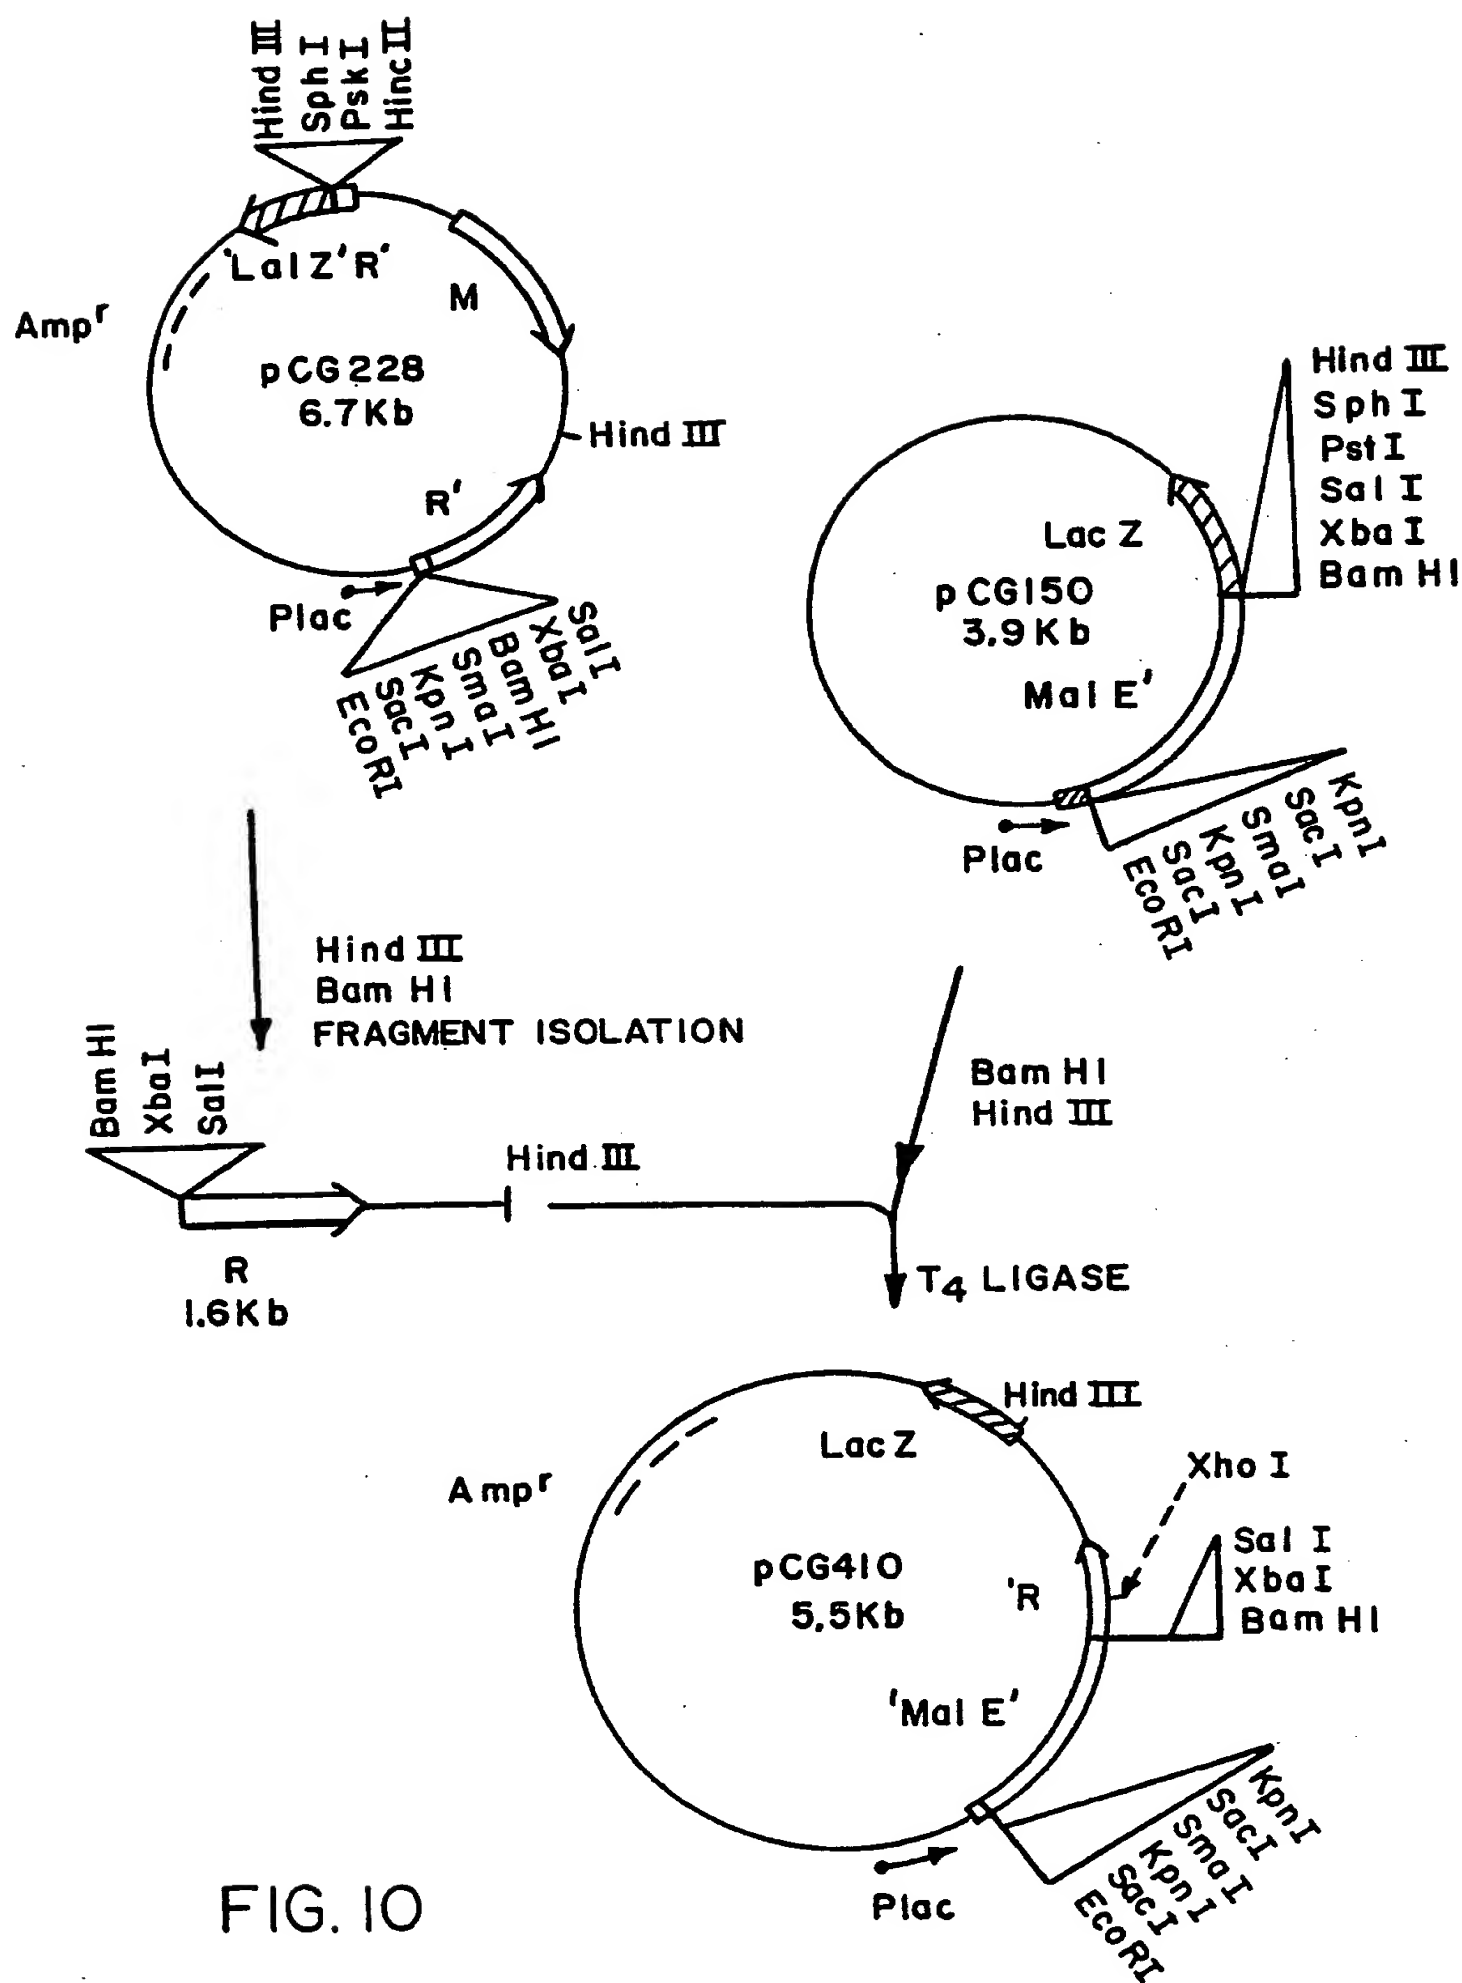 Hind III
Sph I
Psk I
Hinc II
'LalZ'R'
M
Ampʳ
pCG228
6.7Kb
Hind III
R'
Plac
EcoRI
SacI
KpnI
SmaI
BamHI
XbaI
SalI
Hind III
Sph I
Pst I
Sal I
Xba I
Bam HI
Lac Z
pCG150
3.9Kb
Mal E'
Plac
EcoRI
SacI
KpnI
SmaI
SacI
KpnI
Hind III
Bam HI
FRAGMENT ISOLATION
Bam HI
XbaI
SalI
Bam HI
Hind III
Hind III
R
1.6Kb
T4 LIGASE
Hind III
Lac Z
Ampʳ
Xho I
Sal I
XbaI
Bam HI
pCG410
5.5Kb
'R
'Mal E'
Plac
EcoRI
SacI
KpnI
SmaI
SacI
KpnI
FIG. 10